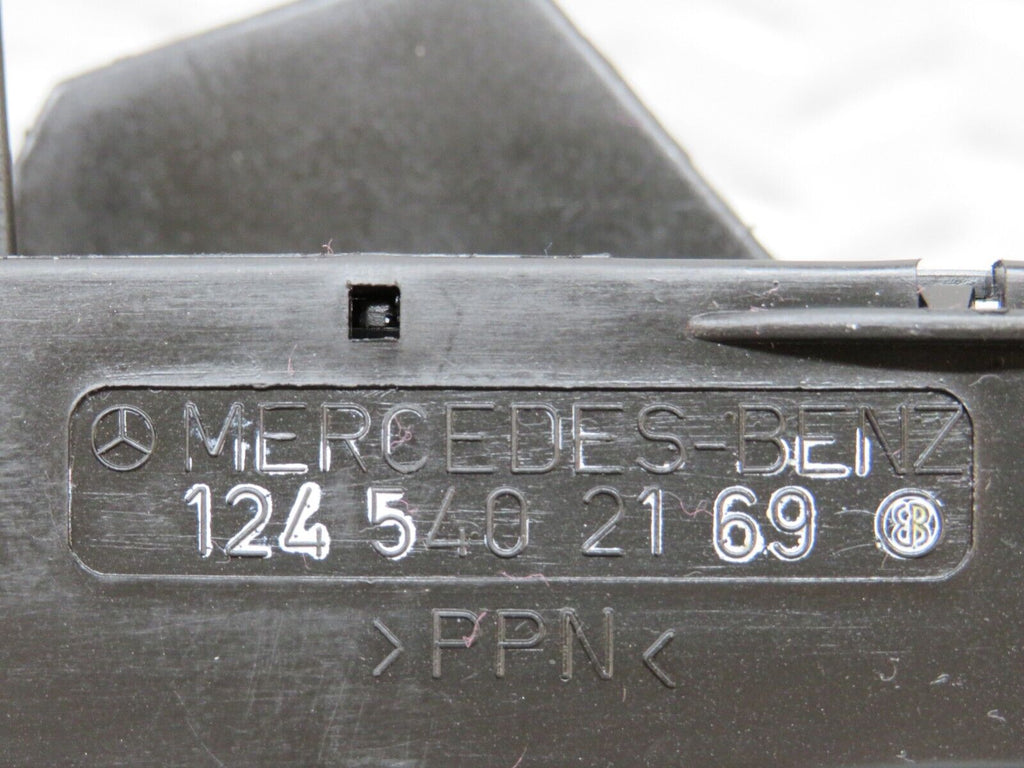 MERCEDES-BENZ
124 540 21 69
>PPN<